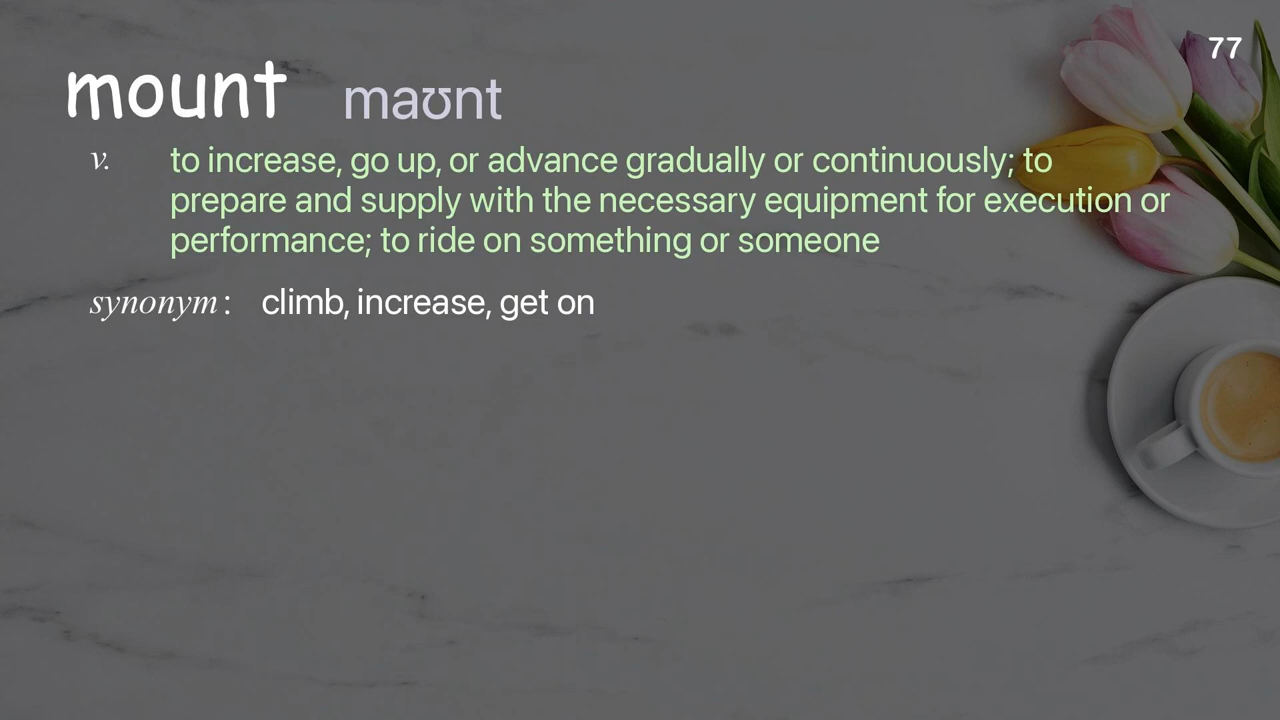 77
mount maʊnt
v. to increase, go up, or advance gradually or continuously; to
prepare and supply with the necessary equipment for execution or
performance; to ride on something or someone
synonym : climb, increase, get on